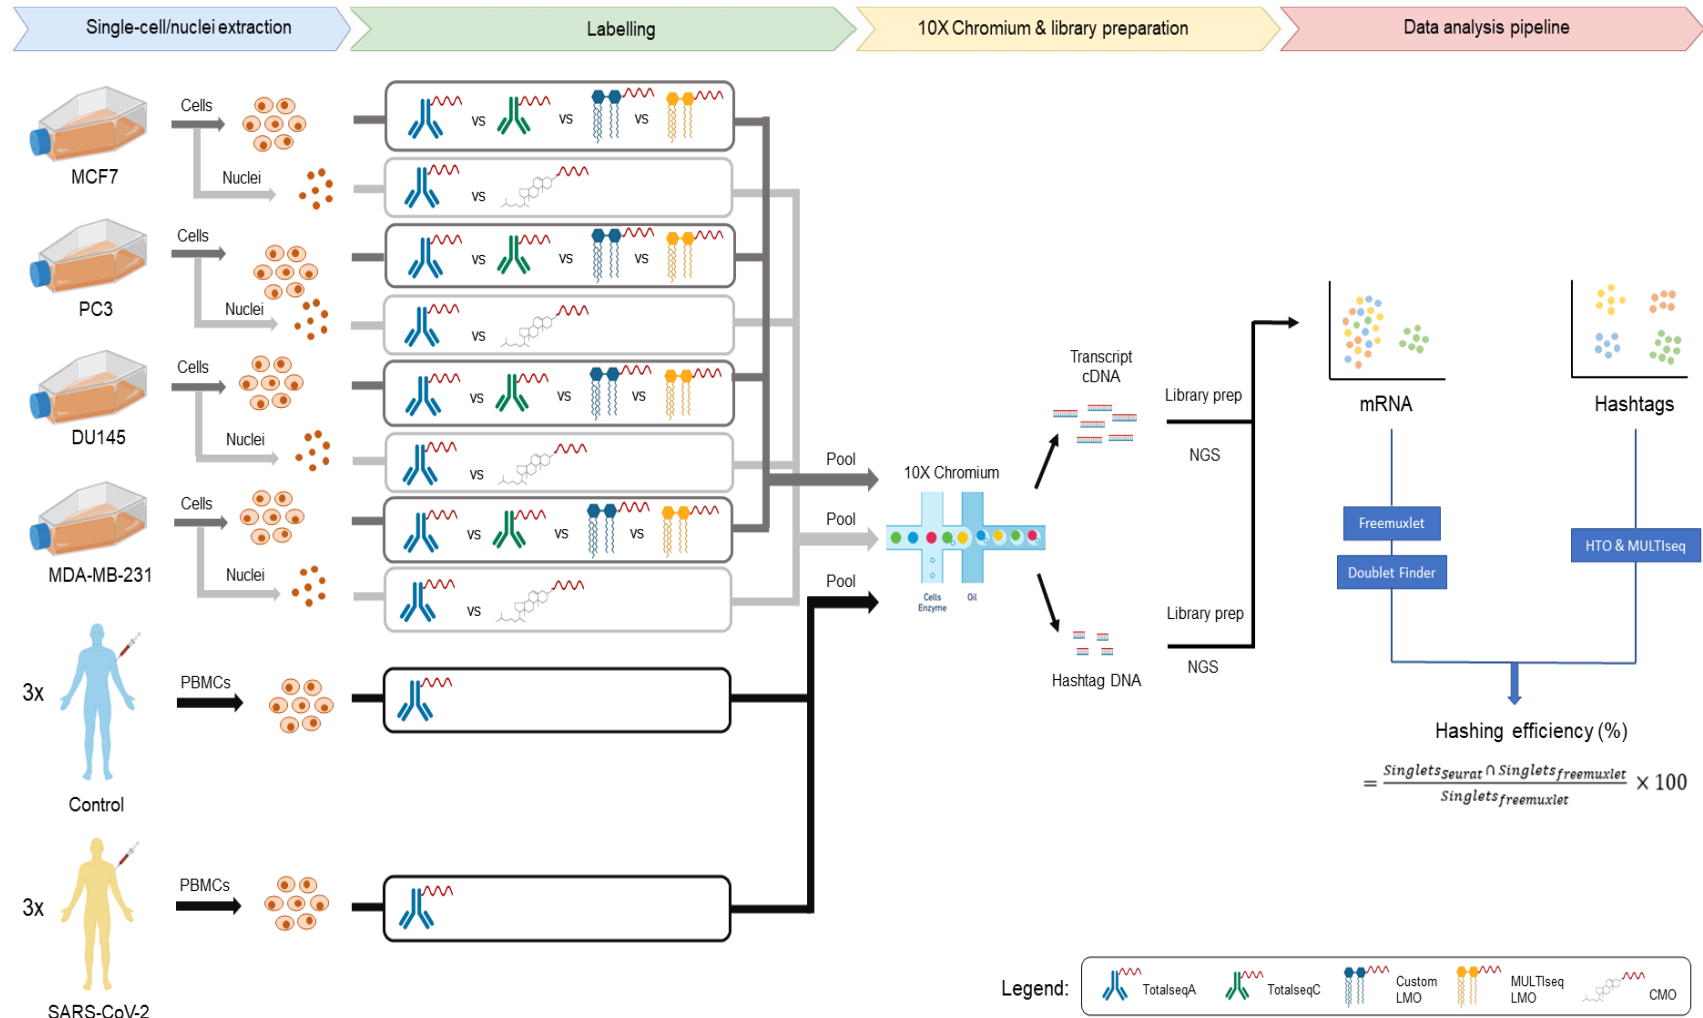 Single-cell/nuclei extraction
Labelling
10X Chromium & library preparation
Data analysis pipeline
Cells
Nuclei
MCF7
vs vs vs
vs
Cells
Nuclei
PC3
vs vs vs
vs
Cells
Nuclei
DU145
vs vs vs
vs
Cells
Nuclei
MDA-MB-231
vs vs vs
vs
3x
PBMCs
Control
3x
PBMCs
SARS-CoV-2
Pool
Pool
Pool
10X Chromium
Cells
Enzyme
Oil
Transcript
cDNA
Hashtag DNA
Library prep
NGS
Library prep
NGS
mRNA
Hashtags
Freemuxlet
Doublet Finder
HTO & MULTIseq
Hashing efficiency (%)
= Singlets_Seurat ∩ Singlets_freemuxlet / Singlets_freemuxlet × 100
Legend:
TotalseqA
TotalseqC
Custom
LMO
MULTIseq
LMO
CMO